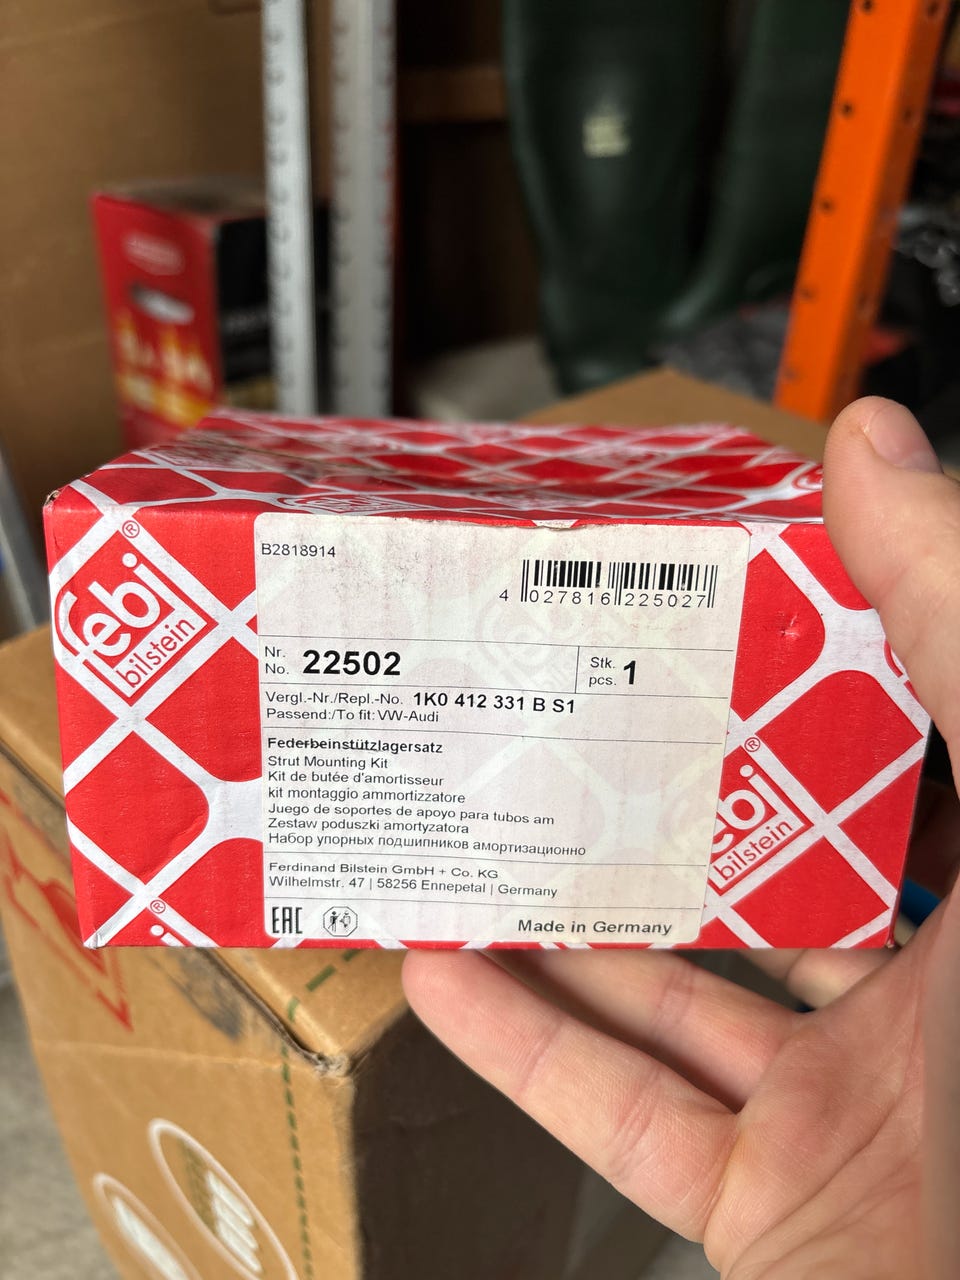 febi®
bilstein
B2818914
4 027816 225027
Nr.
No. 22502
Stk.
pcs. 1
Vergl.-Nr./Repl.-No. 1K0 412 331 B S1
Passend:/To fit: VW-Audi
Federbeinstützlagersatz
Strut Mounting Kit
Kit de butée d'amortisseur
kit montaggio ammortizzatore
Juego de soportes de apoyo para tubos am
Zestaw poduszki amortyzatora
Набор упорных подшипников амортизационно
Ferdinand Bilstein GmbH + Co. KG
Wilhelmstr. 47 | 58256 Ennepetal | Germany
EAC
Made in Germany
ebi®
bilstein